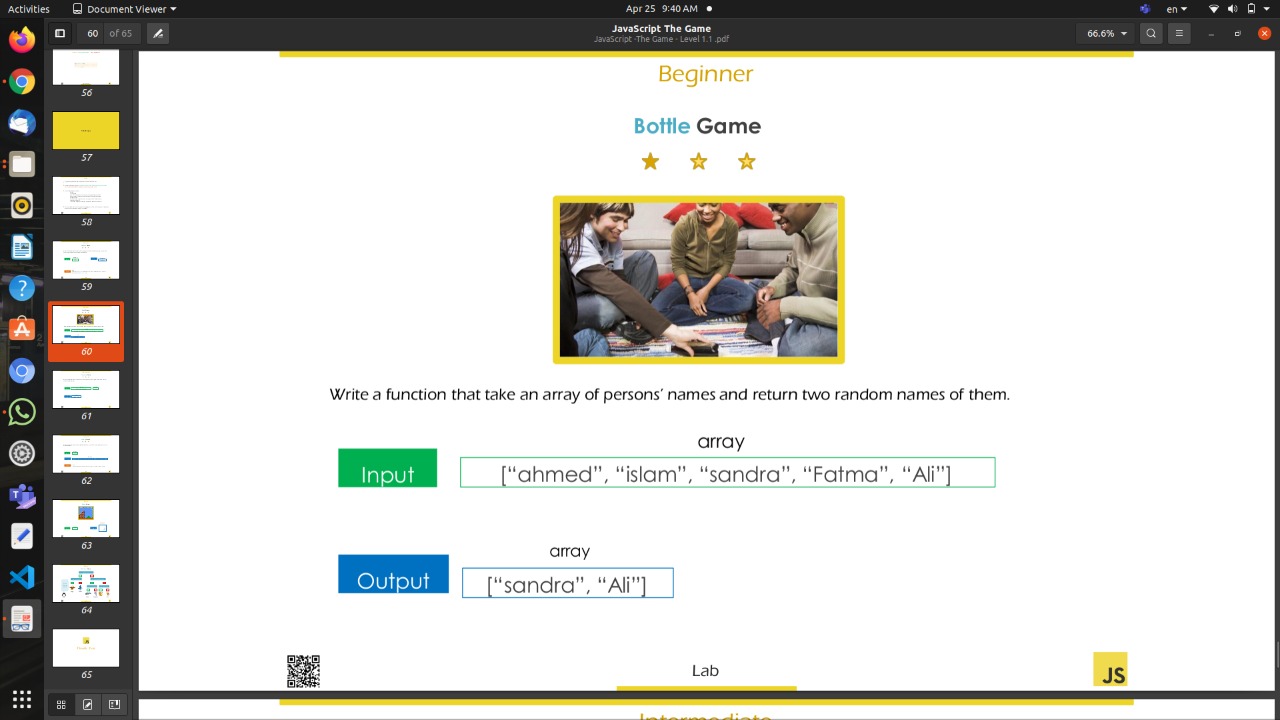 Activities
Document Viewer
Apr 25 9:40 AM
en
60 of 65
JavaScript The Game
JavaScript -The Game - Level 1.1 .pdf
66.6%
56
57
58
59
60
61
62
63
64
65
Beginner
Bottle Game
Write a function that take an array of persons’ names and return two random names of them.
array
Input
[“ahmed”, “islam”, “sandra”, “Fatma”, “Ali”]
array
Output
[“sandra”, “Ali”]
Lab
JS
Intermediate